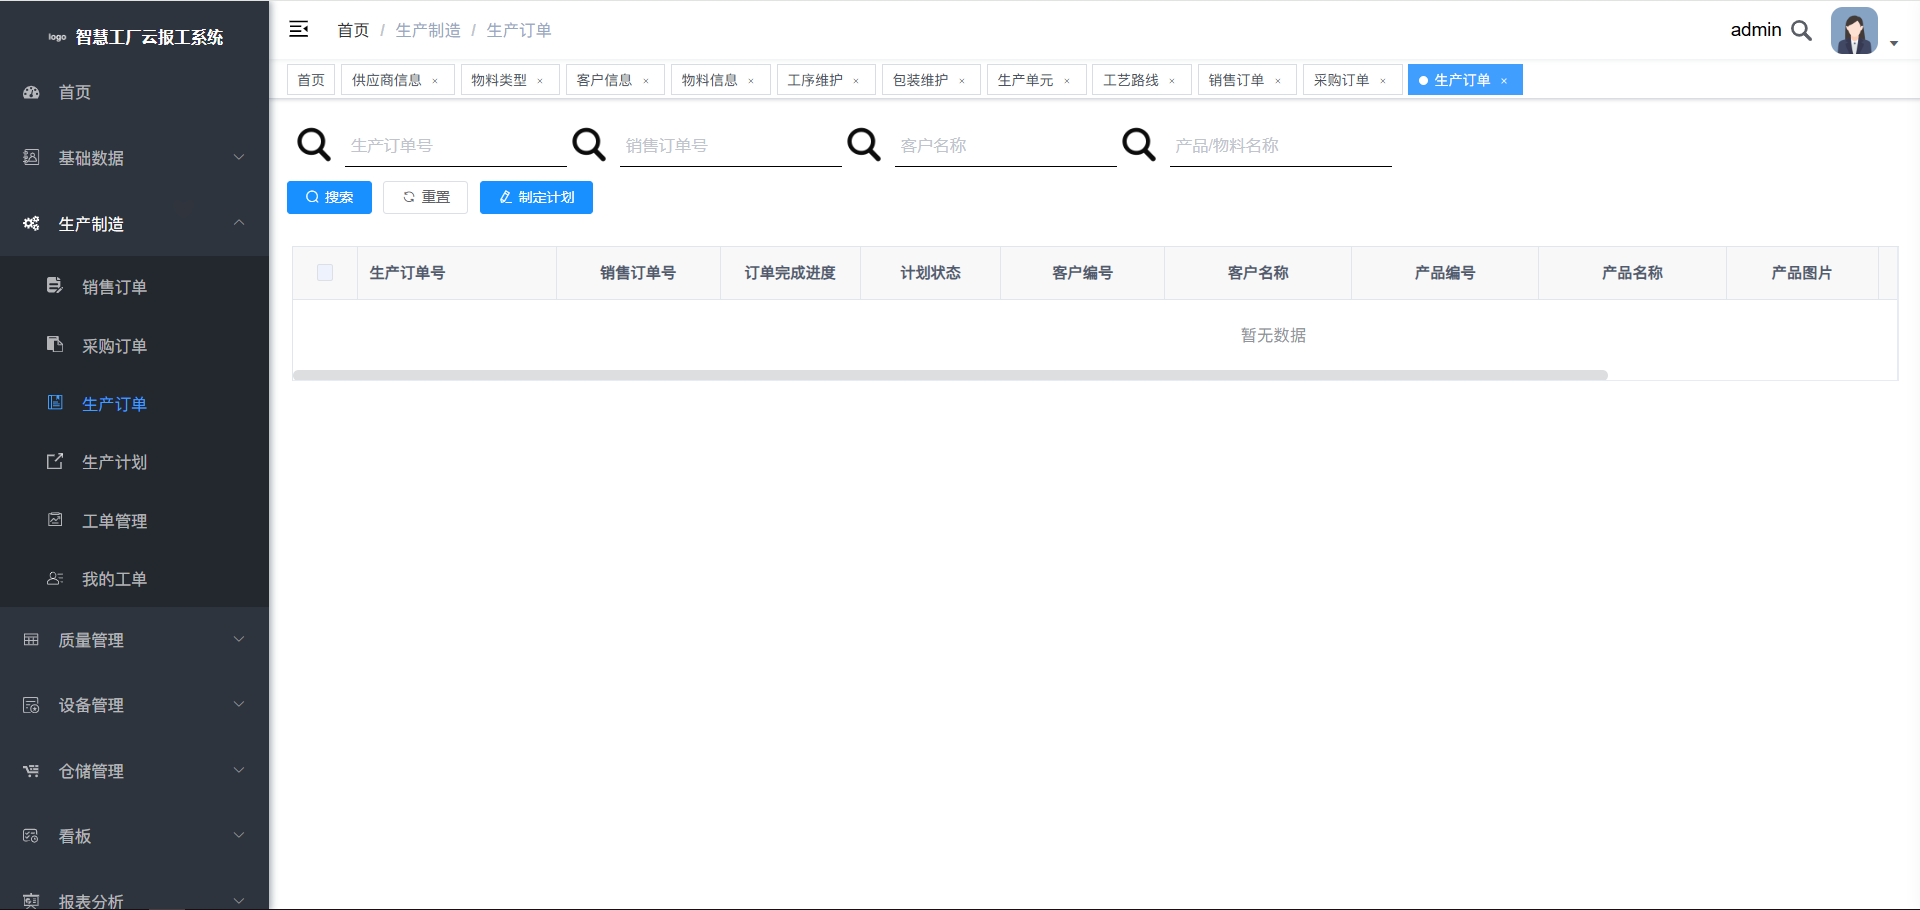 logo 智慧工厂云报工系统
首页
基础数据
生产制造
销售订单
采购订单
生产订单
生产计划
工单管理
我的工单
质量管理
设备管理
仓储管理
看板
报表分析
首页 / 生产制造 / 生产订单
admin
首页 供应商信息 × 物料类型 × 客户信息 × 物料信息 × 工序维护 × 包装维护 × 生产单元 × 工艺路线 × 销售订单 × 采购订单 × 生产订单 ×
生产订单号 销售订单号 客户名称 产品/物料名称
搜索 重置 制定计划
生产订单号 销售订单号 订单完成进度 计划状态 客户编号 客户名称 产品编号 产品名称 产品图片
暂无数据